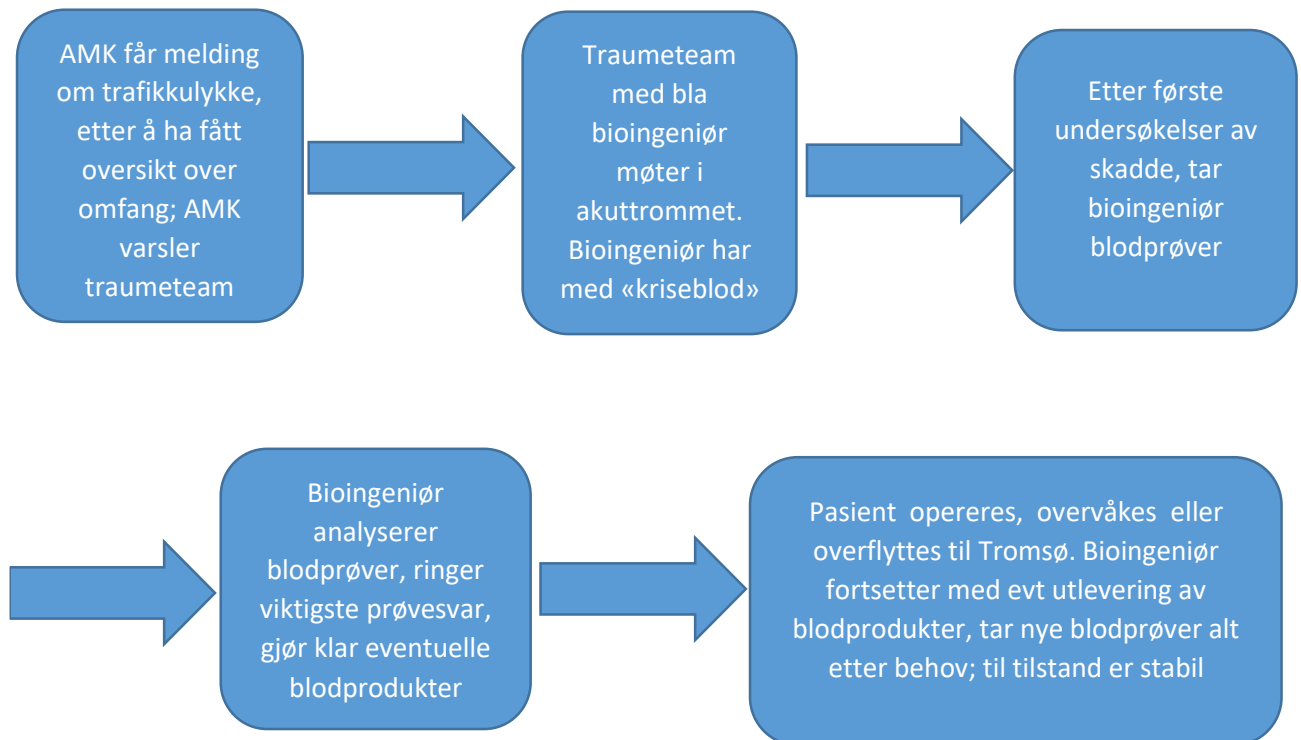 AMK får melding
om trafikkulykke,
etter å ha fått
oversikt over
omfang; AMK
varsler
traumeteam
Traumeteam
med bla
bioingeniør
møter i
akuttrommet.
Bioingeniør har
med «kriseblod»
Etter første
undersøkelser av
skadde, tar
bioingeniør
blodprøver
Bioingeniør
analyserer
blodprøver, ringer
viktigste prøvesvar,
gjør klar eventuelle
blodprodukter
Pasient opereres, overvåkes eller
overflyttes til Tromsø. Bioingeniør
fortsetter med evt utlevering av
blodprodukter, tar nye blodprøver alt
etter behov; til tilstand er stabil